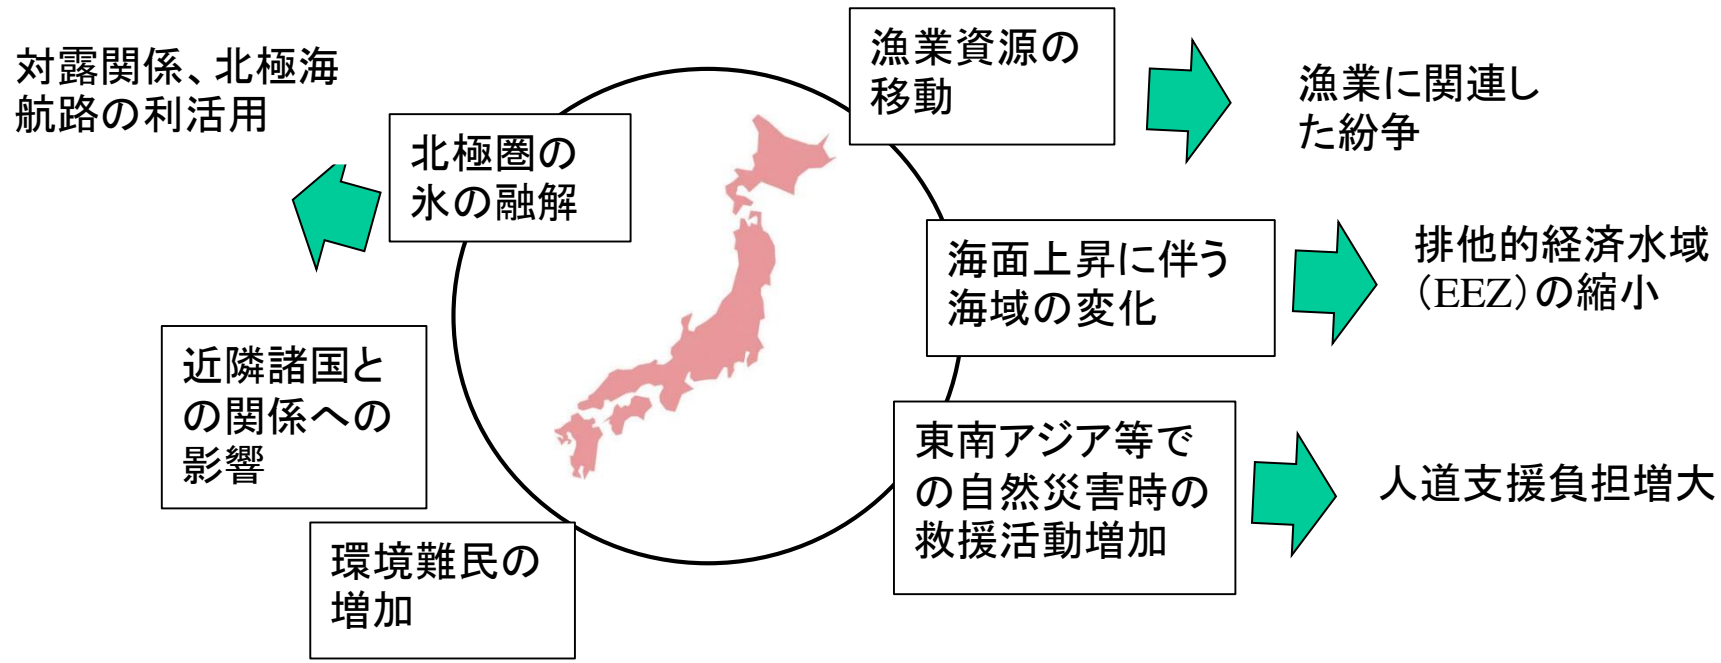 対露関係、北極海
航路の利活用
北極圏の
氷の融解
漁業資源の
移動
漁業に関連し
た紛争
海面上昇に伴う
海域の変化
排他的経済水域
（EEZ）の縮小
近隣諸国と
の関係への
影響
東南アジア等で
の自然災害時の
救援活動増加
人道支援負担増大
環境難民の
増加